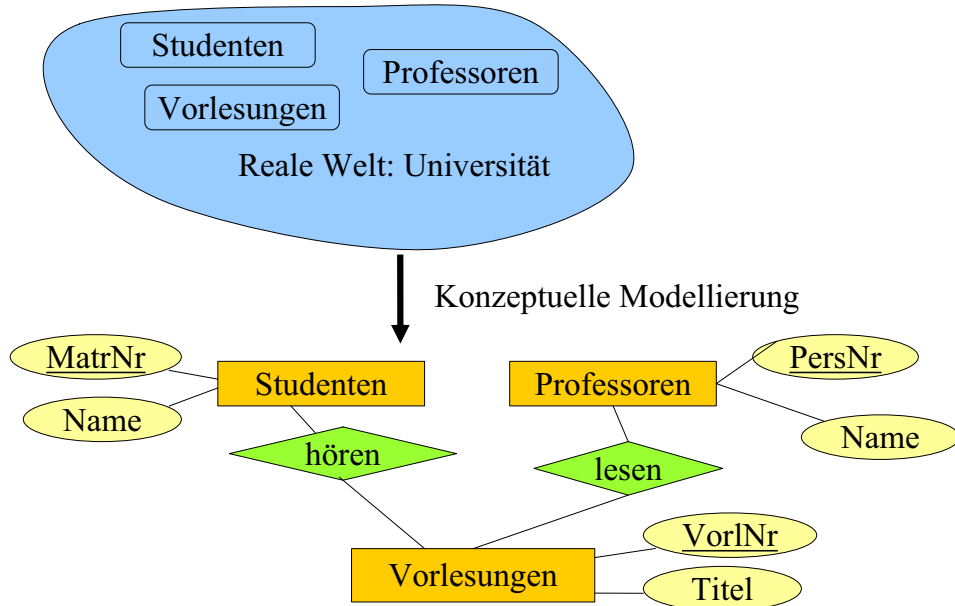 Studenten
Professoren
Vorlesungen
Reale Welt: Universität
Konzeptuelle Modellierung
MatrNr
Studenten
Professoren
PersNr
Name
Name
hören
lesen
VorlNr
Vorlesungen
Titel